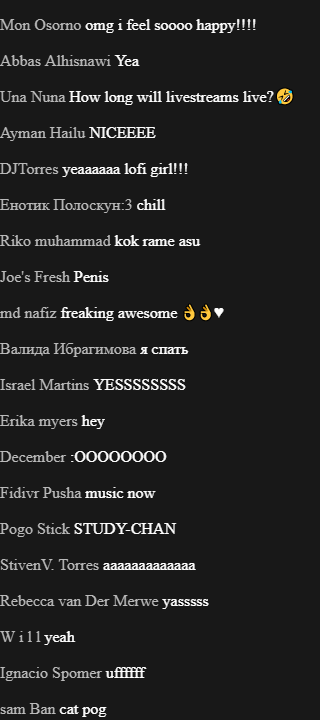 Mon Osorno omg i feel soooo happy!!!!
Abbas Alhisnawi Yea
Una Nuna How long will livestreams live? 🤣
Ayman Hailu NICEEEE
DJTorres yeaaaaaa lofi girl!!!
Енотик Полоскун:3 chill
Riko muhammad kok rame asu
Joe's Fresh Penis
md nafiz freaking awesome 👌👌♥
Валида Ибрагимова я спать
Israel Martins YESSSSSSSS
Erika myers hey
December :OOOOOOOO
Fidivr Pusha music now
Pogo Stick STUDY-CHAN
StivenV. Torres aaaaaaaaaaaaa
Rebecca van Der Merwe yasssss
W i l l yeah
Ignacio Spomer uffffff
sam Ban cat pog